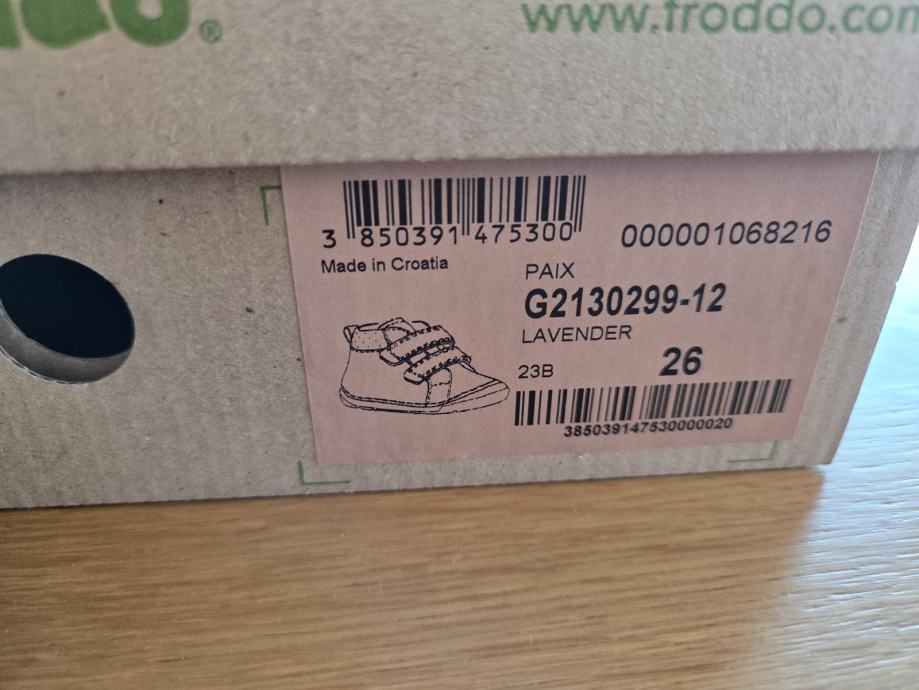 www.froddo.com
3 850391 475300
000001068216
Made in Croatia
PAIX
G2130299-12
LAVENDER
23B
26
385039147530000020